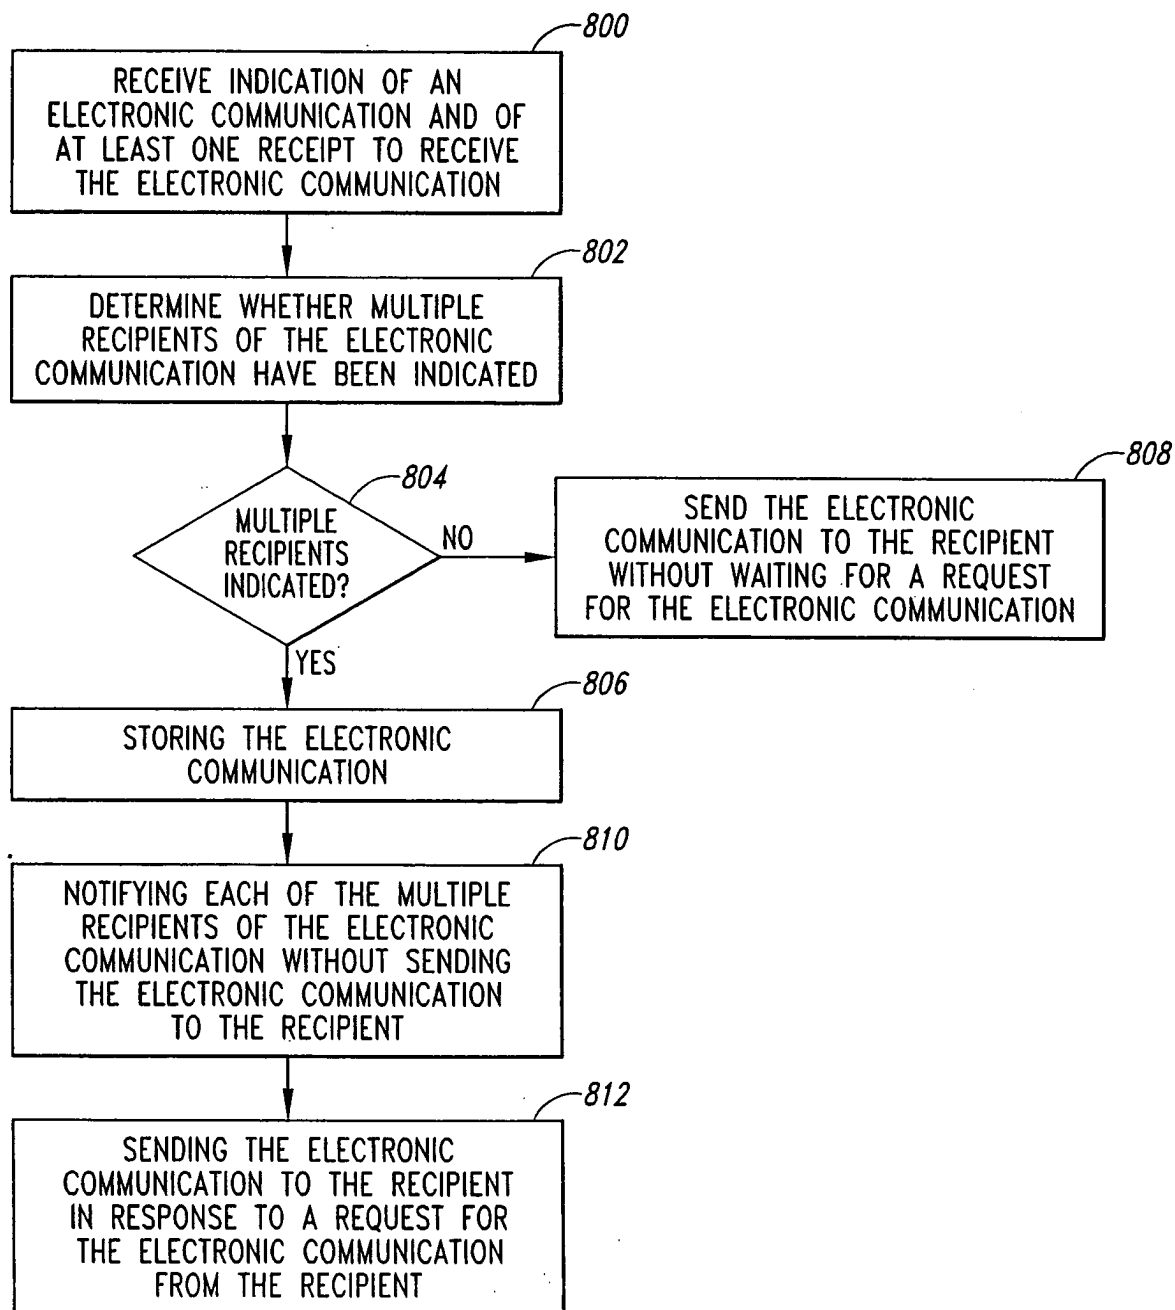 800
RECEIVE INDICATION OF AN
ELECTRONIC COMMUNICATION AND OF
AT LEAST ONE RECEIPT TO RECEIVE
THE ELECTRONIC COMMUNICATION
802
DETERMINE WHETHER MULTIPLE
RECIPIENTS OF THE ELECTRONIC
COMMUNICATION HAVE BEEN INDICATED
804
MULTIPLE
RECIPIENTS
INDICATED?
NO
808
SEND THE ELECTRONIC
COMMUNICATION TO THE RECIPIENT
WITHOUT WAITING FOR A REQUEST
FOR THE ELECTRONIC COMMUNICATION
YES
806
STORING THE ELECTRONIC
COMMUNICATION
810
NOTIFYING EACH OF THE MULTIPLE
RECIPIENTS OF THE ELECTRONIC
COMMUNICATION WITHOUT SENDING
THE ELECTRONIC COMMUNICATION
TO THE RECIPIENT
812
SENDING THE ELECTRONIC
COMMUNICATION TO THE RECIPIENT
IN RESPONSE TO A REQUEST FOR
THE ELECTRONIC COMMUNICATION
FROM THE RECIPIENT